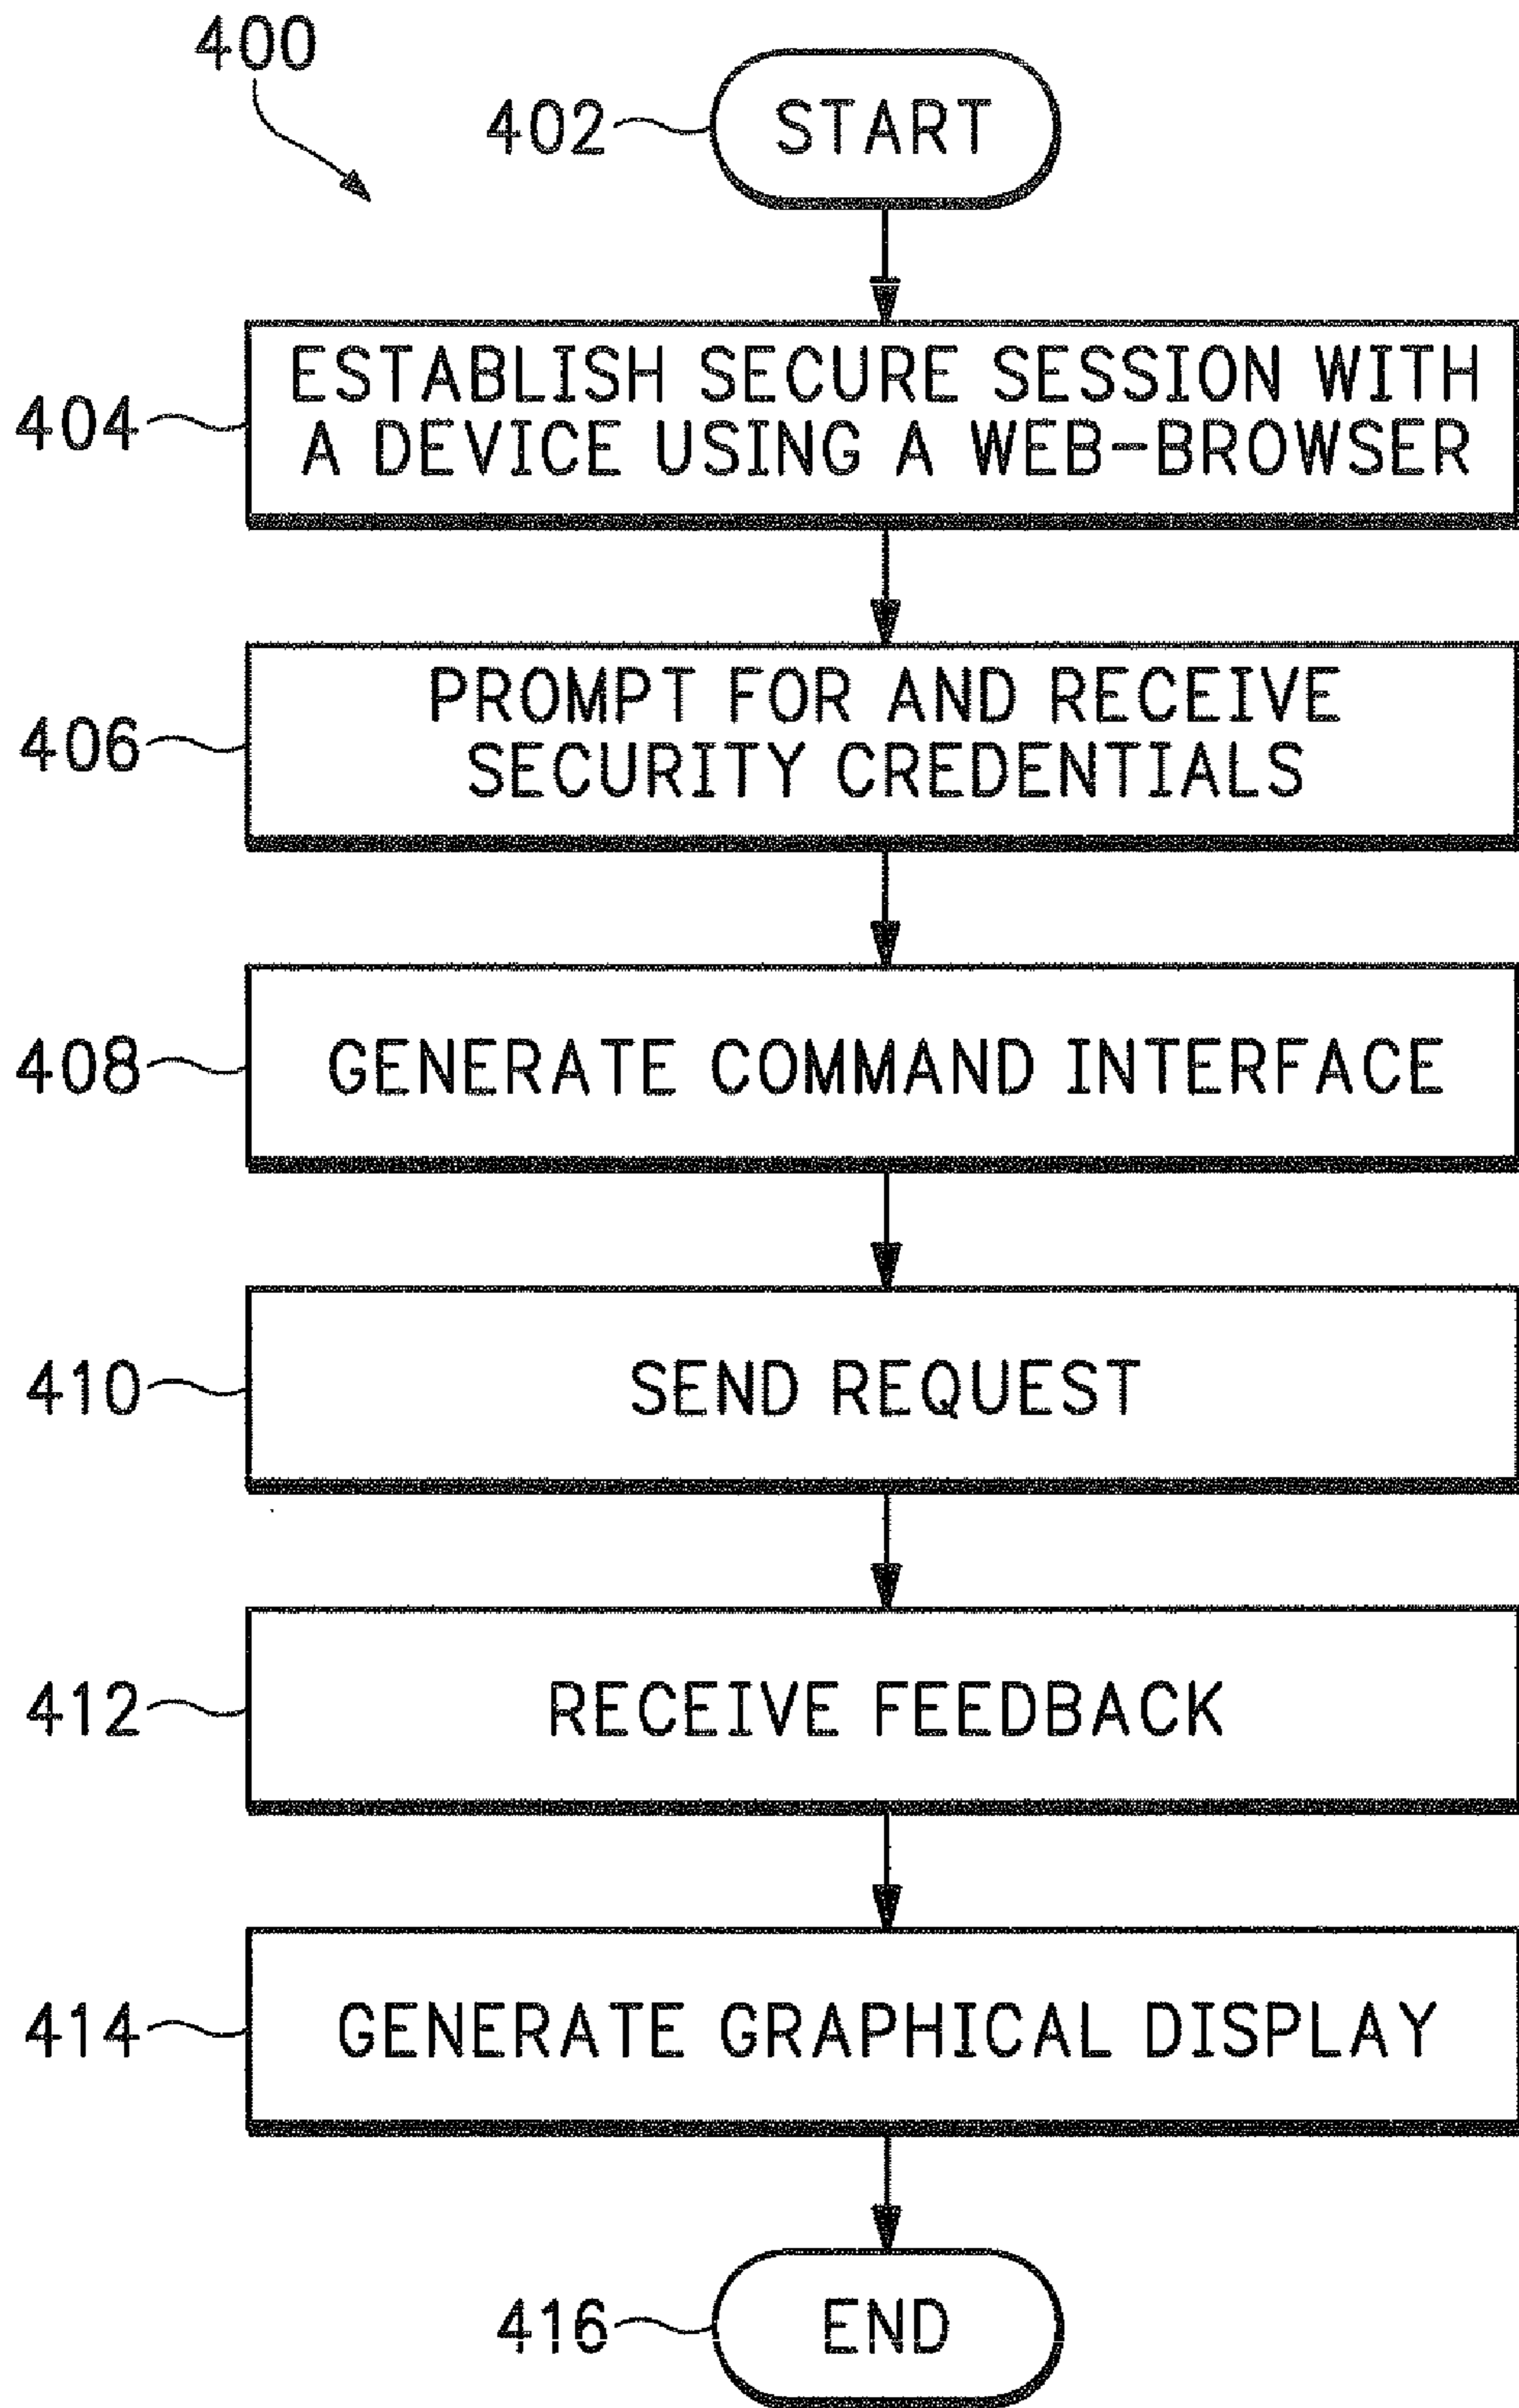 400
402
START
404
ESTABLISH SECURE SESSION WITH
A DEVICE USING A WEB-BROWSER
406
PROMPT FOR AND RECEIVE
SECURITY CREDENTIALS
408
GENERATE COMMAND INTERFACE
410
SEND REQUEST
412
RECEIVE FEEDBACK
414
GENERATE GRAPHICAL DISPLAY
416
END